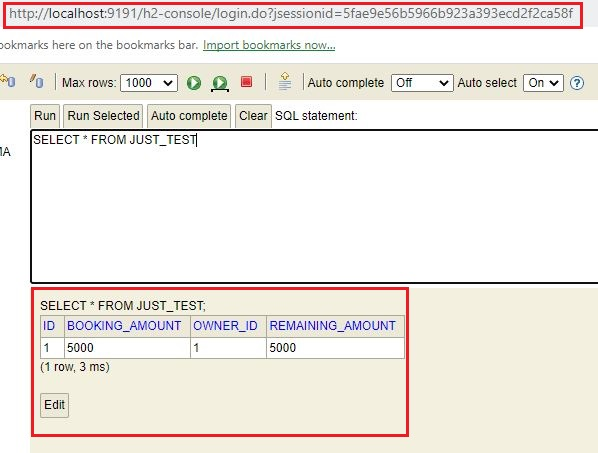 http://localhost:9191/h2-console/login.do?jsessionid=5fae9e56b5966b923a393ecd2f2ca58f
ookmarks here on the bookmarks bar. Import bookmarks now...
Max rows: 1000 Auto complete Off Auto select On ?
Run Run Selected Auto complete Clear SQL statement:
MA
SELECT * FROM JUST_TEST
SELECT * FROM JUST_TEST;
ID BOOKING_AMOUNT OWNER_ID REMAINING_AMOUNT
1 5000 1 5000
(1 row, 3 ms)
Edit